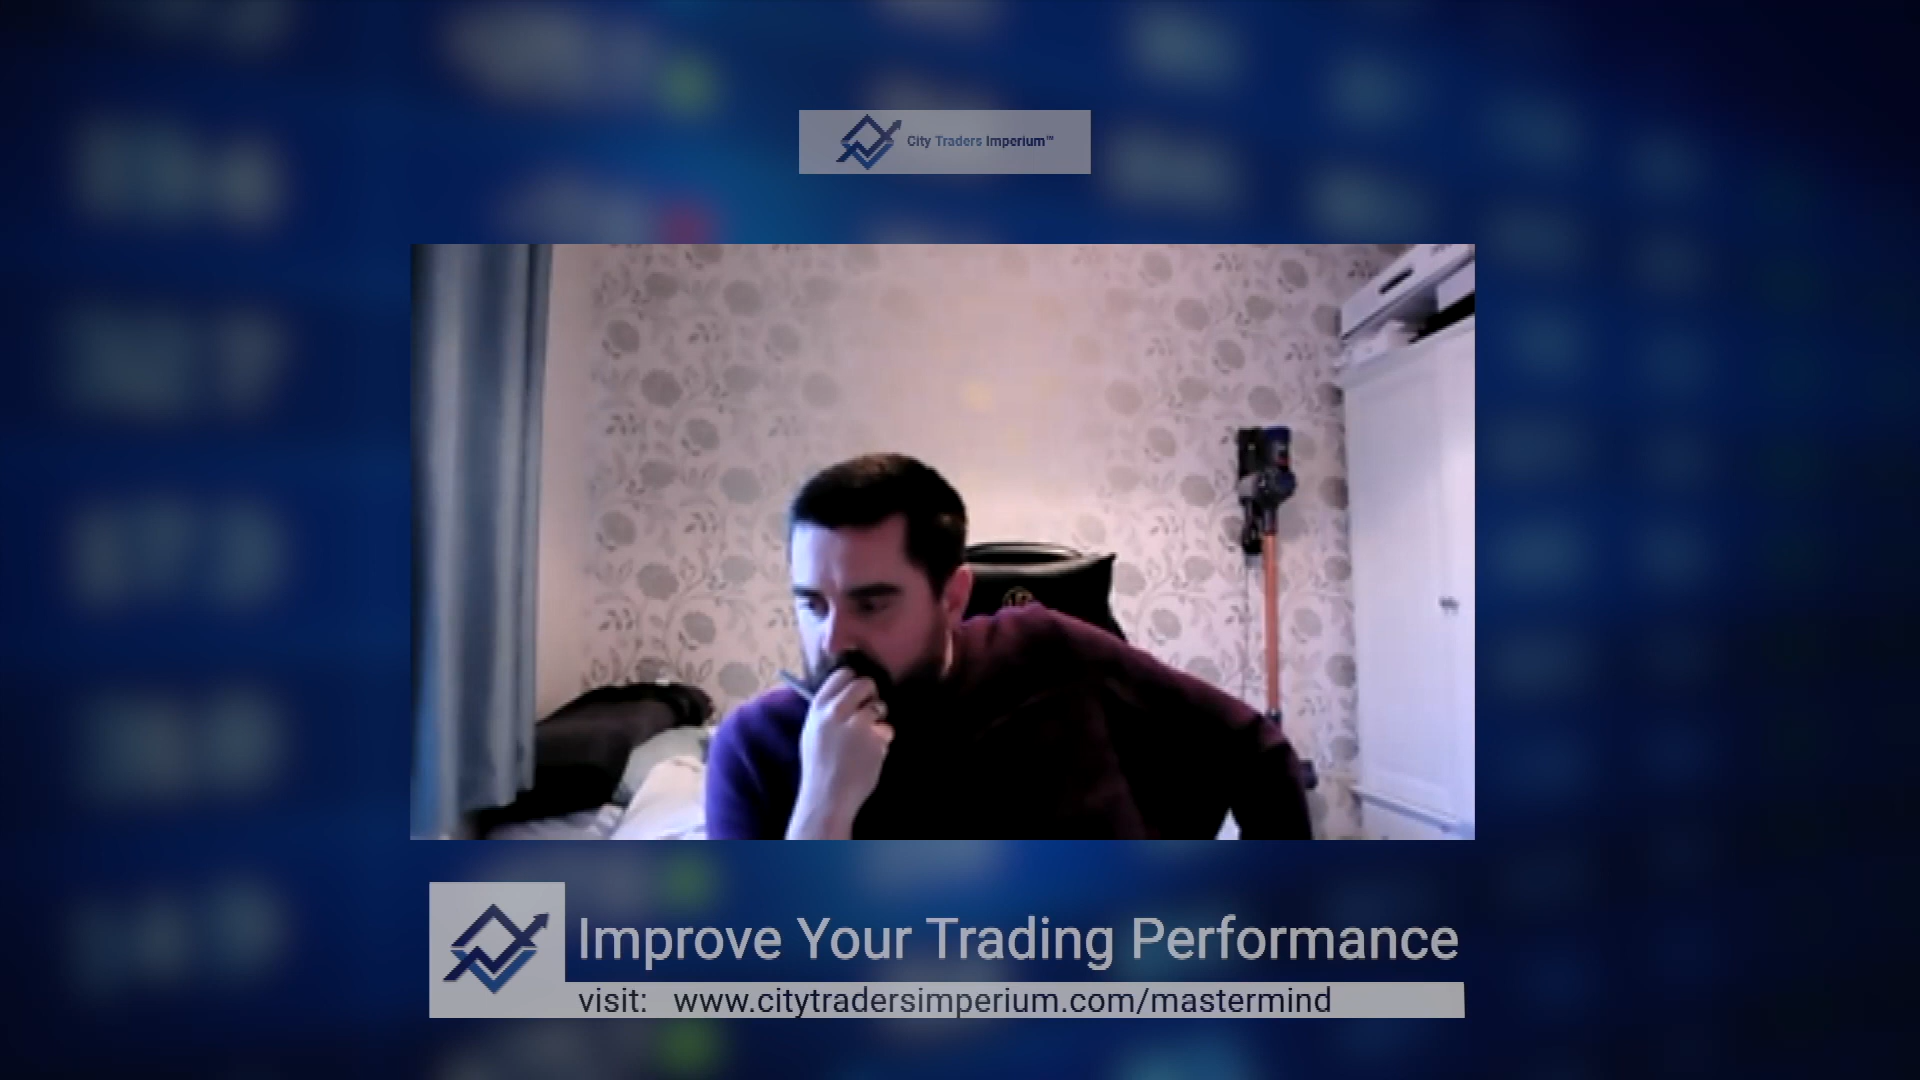 City Traders Imperium™
Improve Your Trading Performance
visit: www.citytradersimperium.com/mastermind